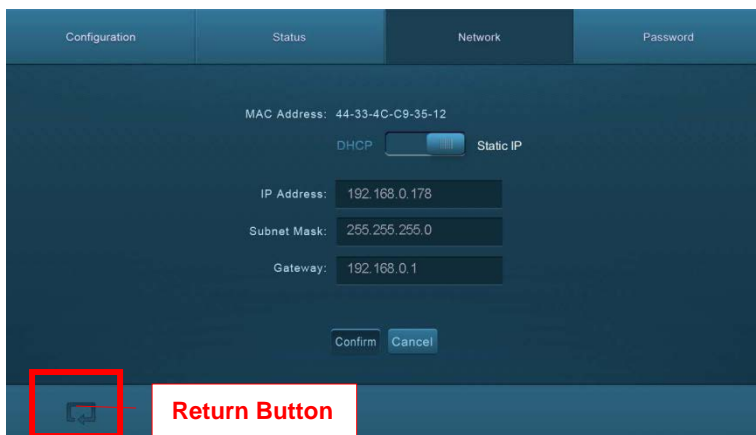 Configuration Status Network Password
MAC Address: 44-33-4C-C9-35-12
DHCP Static IP
IP Address: 192.168.0.178
Subnet Mask: 255.255.255.0
Gateway: 192.168.0.1
Confirm Cancel
Return Button